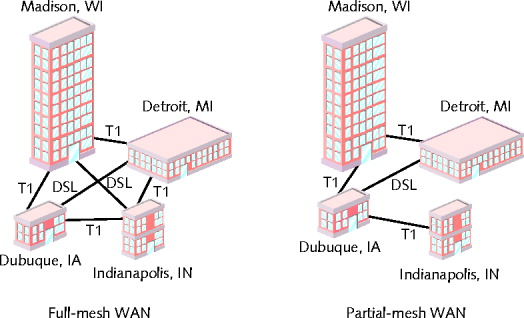 Madison, WI
Detroit, MI
T1
T1
DSL
DSL
T1
T1
Dubuque, IA
Indianapolis, IN
Full-mesh WAN
Madison, WI
Detroit, MI
T1
T1
DSL
T1
Dubuque, IA
Indianapolis, IN
Partial-mesh WAN